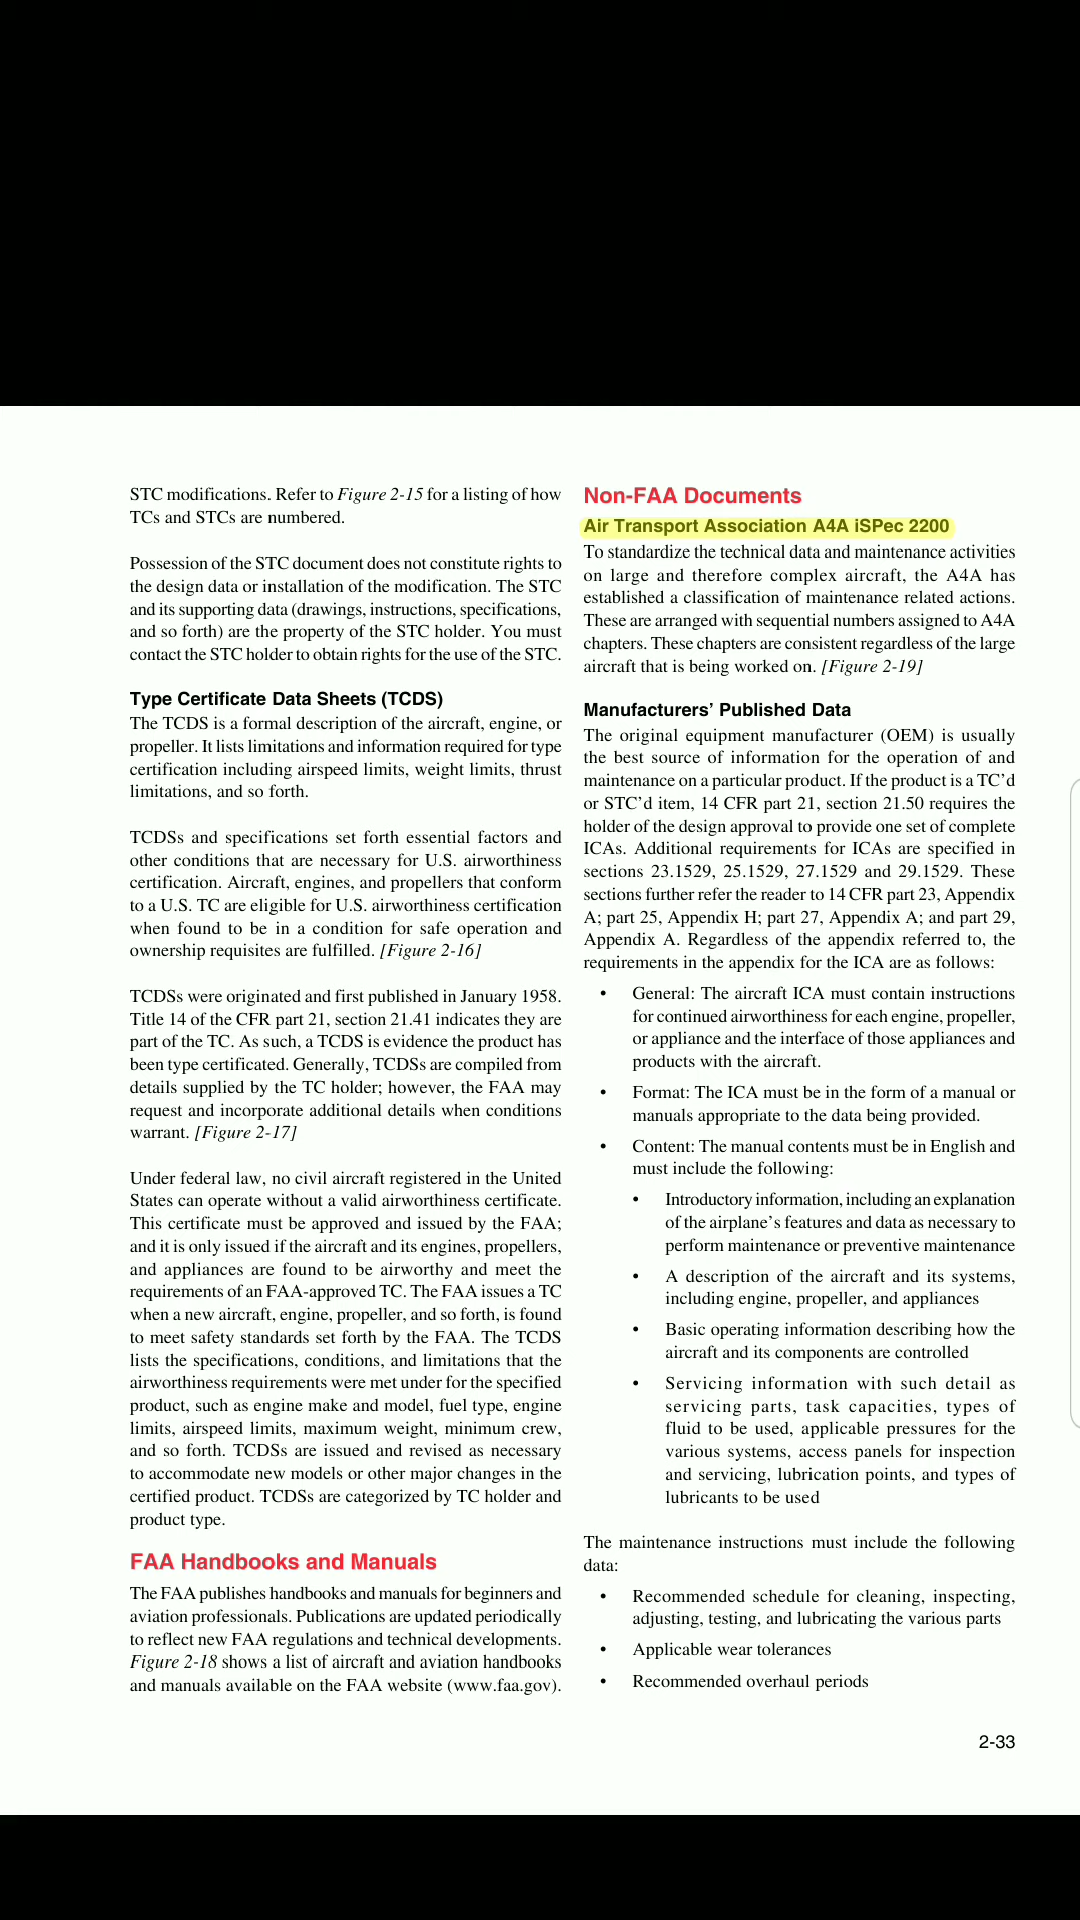 STC modifications. Refer to Figure 2-15 for a listing of how
TCs and STCs are numbered.
Possession of the STC document does not constitute rights to
the design data or installation of the modification. The STC
and its supporting data (drawings, instructions, specifications,
and so forth) are the property of the STC holder. You must
contact the STC holder to obtain rights for the use of the STC.
Type Certificate Data Sheets (TCDS)
The TCDS is a formal description of the aircraft, engine, or
propeller. It lists limitations and information required for type
certification including airspeed limits, weight limits, thrust
limitations, and so forth.
TCDSs and specifications set forth essential factors and
other conditions that are necessary for U.S. airworthiness
certification. Aircraft, engines, and propellers that conform
to a U.S. TC are eligible for U.S. airworthiness certification
when found to be in a condition for safe operation and
ownership requisites are fulfilled. [Figure 2-16]
TCDSs were originated and first published in January 1958.
Title 14 of the CFR part 21, section 21.41 indicates they are
part of the TC. As such, a TCDS is evidence the product has
been type certificated. Generally, TCDSs are compiled from
details supplied by the TC holder; however, the FAA may
request and incorporate additional details when conditions
warrant. [Figure 2-17]
Under federal law, no civil aircraft registered in the United
States can operate without a valid airworthiness certificate.
This certificate must be approved and issued by the FAA;
and it is only issued if the aircraft and its engines, propellers,
and appliances are found to be airworthy and meet the
requirements of an FAA-approved TC. The FAA issues a TC
when a new aircraft, engine, propeller, and so forth, is found
to meet safety standards set forth by the FAA. The TCDS
lists the specifications, conditions, and limitations that the
airworthiness requirements were met under for the specified
product, such as engine make and model, fuel type, engine
limits, airspeed limits, maximum weight, minimum crew,
and so forth. TCDSs are issued and revised as necessary
to accommodate new models or other major changes in the
certified product. TCDSs are categorized by TC holder and
product type.
FAA Handbooks and Manuals
The FAA publishes handbooks and manuals for beginners and
aviation professionals. Publications are updated periodically
to reflect new FAA regulations and technical developments.
Figure 2-18 shows a list of aircraft and aviation handbooks
and manuals available on the FAA website (www.faa.gov).
Non-FAA Documents
Air Transport Association A4A iSPec 2200
To standardize the technical data and maintenance activities
on large and therefore complex aircraft, the A4A has
established a classification of maintenance related actions.
These are arranged with sequential numbers assigned to A4A
chapters. These chapters are consistent regardless of the large
aircraft that is being worked on. [Figure 2-19]
Manufacturers' Published Data
The original equipment manufacturer (OEM) is usually
the best source of information for the operation of and
maintenance on a particular product. If the product is a TC'd
or STC'd item, 14 CFR part 21, section 21.50 requires the
holder of the design approval to provide one set of complete
ICAs. Additional requirements for ICAs are specified in
sections 23.1529, 25.1529, 27.1529 and 29.1529. These
sections further refer the reader to 14 CFR part 23, Appendix
A; part 25, Appendix H; part 27, Appendix A; and part 29,
Appendix A. Regardless of the appendix referred to, the
requirements in the appendix for the ICA are as follows:
• General: The aircraft ICA must contain instructions
for continued airworthiness for each engine, propeller,
or appliance and the interface of those appliances and
products with the aircraft.
• Format: The ICA must be in the form of a manual or
manuals appropriate to the data being provided.
• Content: The manual contents must be in English and
must include the following:
• Introductory information, including an explanation
of the airplane's features and data as necessary to
perform maintenance or preventive maintenance
• A description of the aircraft and its systems,
including engine, propeller, and appliances
• Basic operating information describing how the
aircraft and its components are controlled
• Servicing information with such detail as
servicing parts, task capacities, types of
fluid to be used, applicable pressures for the
various systems, access panels for inspection
and servicing, lubrication points, and types of
lubricants to be used
The maintenance instructions must include the following
data:
• Recommended schedule for cleaning, inspecting,
adjusting, testing, and lubricating the various parts
• Applicable wear tolerances
• Recommended overhaul periods
2-33